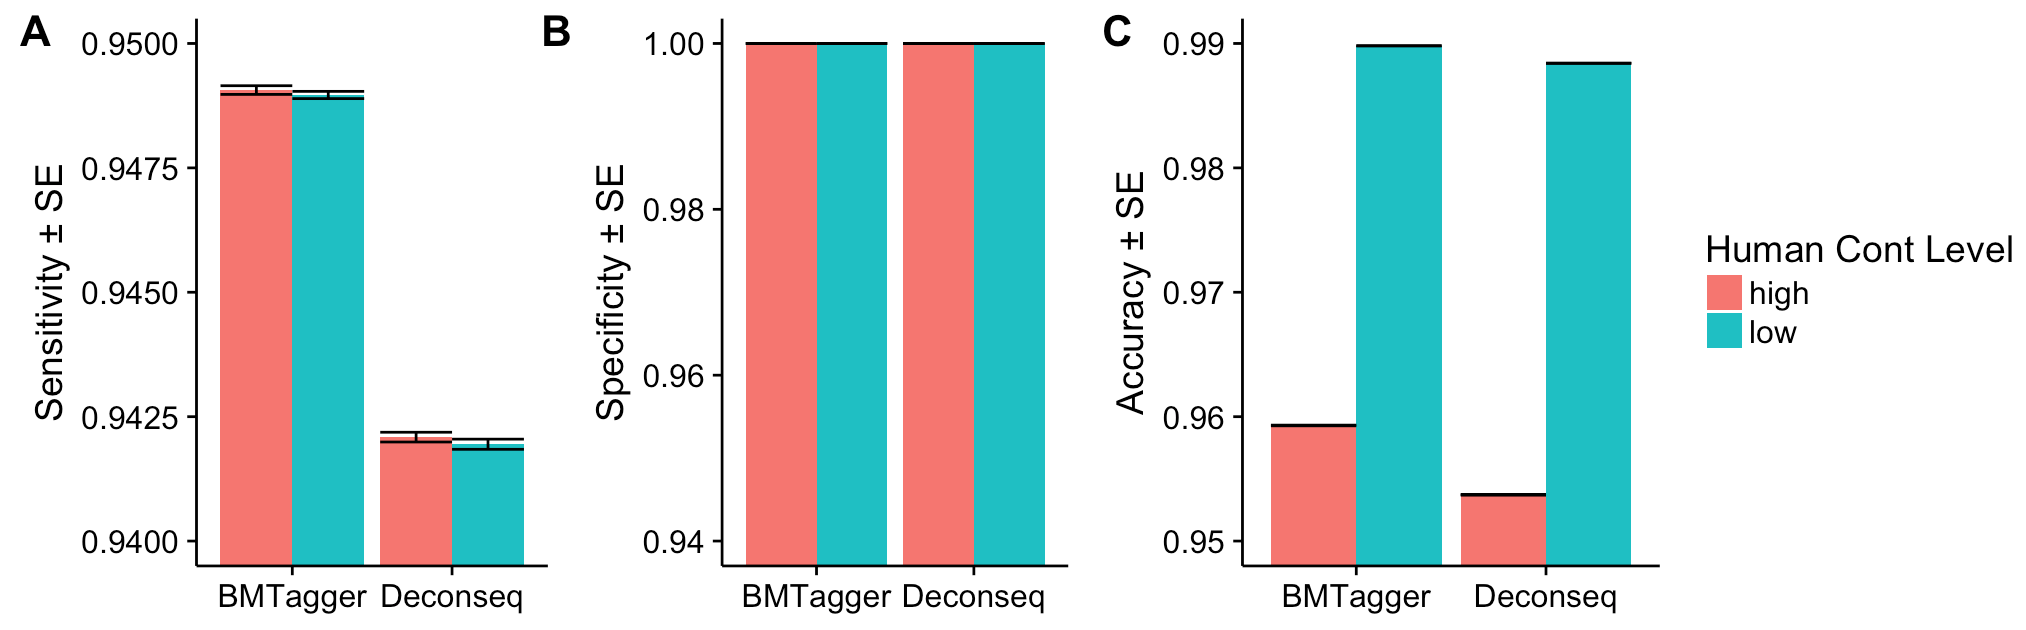 A
Sensitivity ± SE
0.9500
0.9475
0.9450
0.9425
0.9400
BMTagger Deconseq
B
Specificity ± SE
1.00
0.98
0.96
0.94
BMTagger Deconseq
C
Accuracy ± SE
0.99
0.98
0.97
0.96
0.95
BMTagger Deconseq
Human Cont Level
high
low